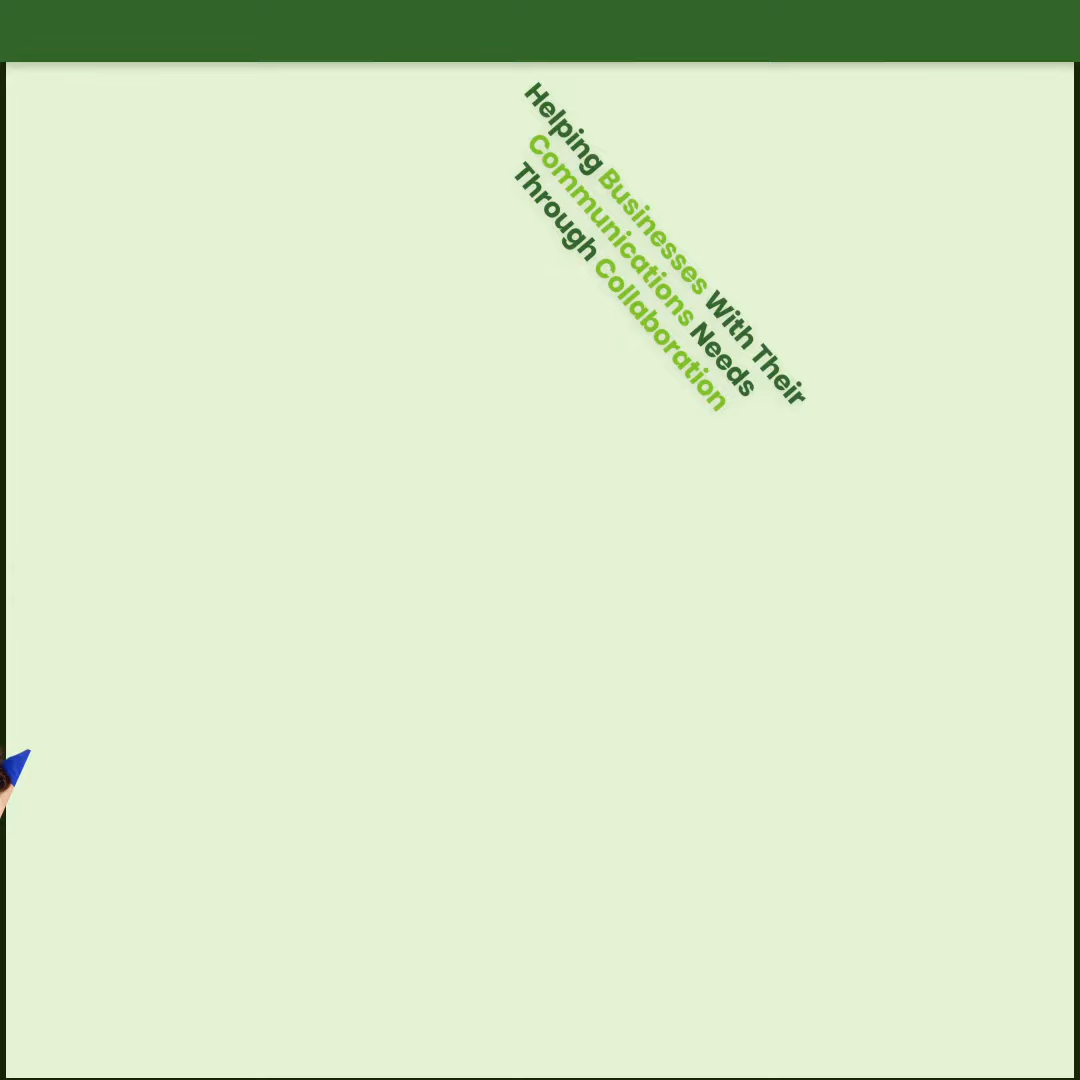 Helping Businesses With Their
Communications Needs
Through Collaboration